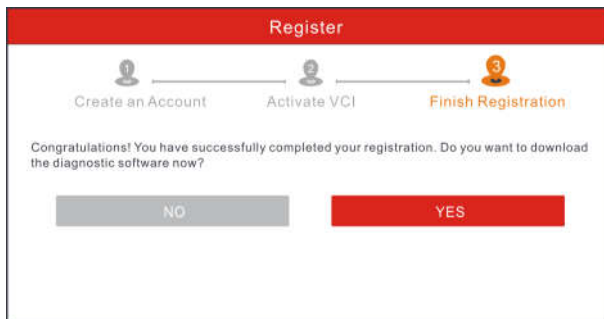 Register
1 2 3
Create an Account Activate VCI Finish Registration
Congratulations! You have successfully completed your registration. Do you want to download
the diagnostic software now?
NO YES